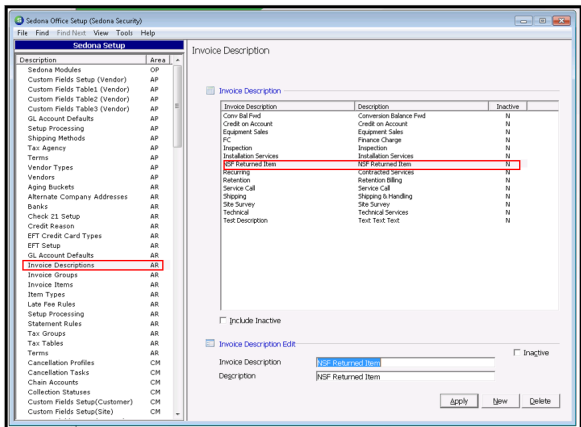 Sedona Office Setup (Sedona Security)
File Find Find Next View Tools Help
Sedona Setup
Description Area
Sedona Modules OP
Custom Fields Setup (Vendor) AP
Custom Fields Table1 (Vendor) AP
Custom Fields Table2 (Vendor) AP
Custom Fields Table3 (Vendor) AP
GL Account Defaults AP
Setup Processing AP
Shipping Methods AP
Tax Agency AP
Terms AP
Vendor Types AP
Vendors AP
Aging Buckets AR
Alternate Company Addresses AR
Banks AR
Check 21 Setup AR
Credit Reason AR
EFT Credit Card Types AR
EFT Setup AR
GL Account Defaults AR
Invoice Descriptions AR
Invoice Groups AR
Invoice Items AR
Item Types AR
Late Fee Rules AR
Setup Processing AR
Statement Rules AR
Tax Groups AR
Tax Tables AR
Terms AR
Cancellation Profiles CM
Cancellation Tasks CM
Chain Accounts CM
Collection Statuses CM
Custom Fields Setup(Customer) CM
Custom Fields Setup(Site) CM
Invoice Description
Invoice Description
Invoice Description Description Inactive
Conv Bal Fwd Conversion Balance Fwd N
Credit on Account Credit on Account N
Equipment Sales Equipment Sales N
FC Finance Charge N
Inspection Inspection N
Installation Services Installation Services N
NSF Returned Item NSF Returned Item N
Recurring Contracted Services N
Retention Retention Billing N
Service Call Service Call N
Shipping Shipping & Handling N
Site Survey Site Survey N
Technical Technical Services N
Test Description Text Text Text N
Include Inactive
Invoice Description Edit
Inactive
Invoice Description NSF Returned Item
Description NSF Returned Item
Apply New Delete